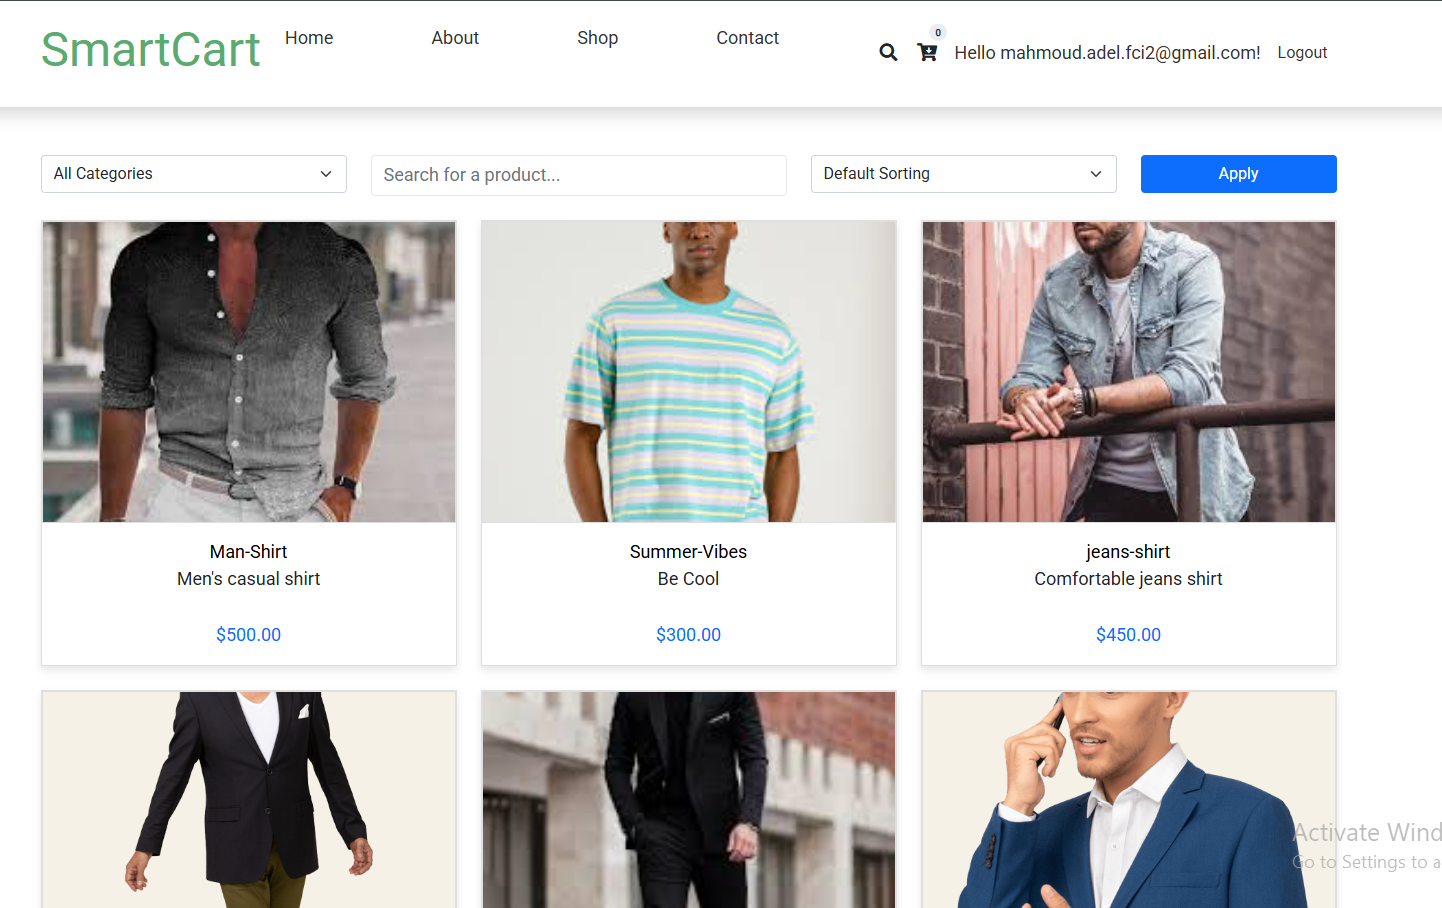 SmartCart
Home
About
Shop
Contact
0
Hello mahmoud.adel.fci2@gmail.com!
Logout
All Categories
Search for a product...
Default Sorting
Apply
Man-Shirt
Men's casual shirt
$500.00
Summer-Vibes
Be Cool
$300.00
jeans-shirt
Comfortable jeans shirt
$450.00
Activate Wind
Go to Settings to a